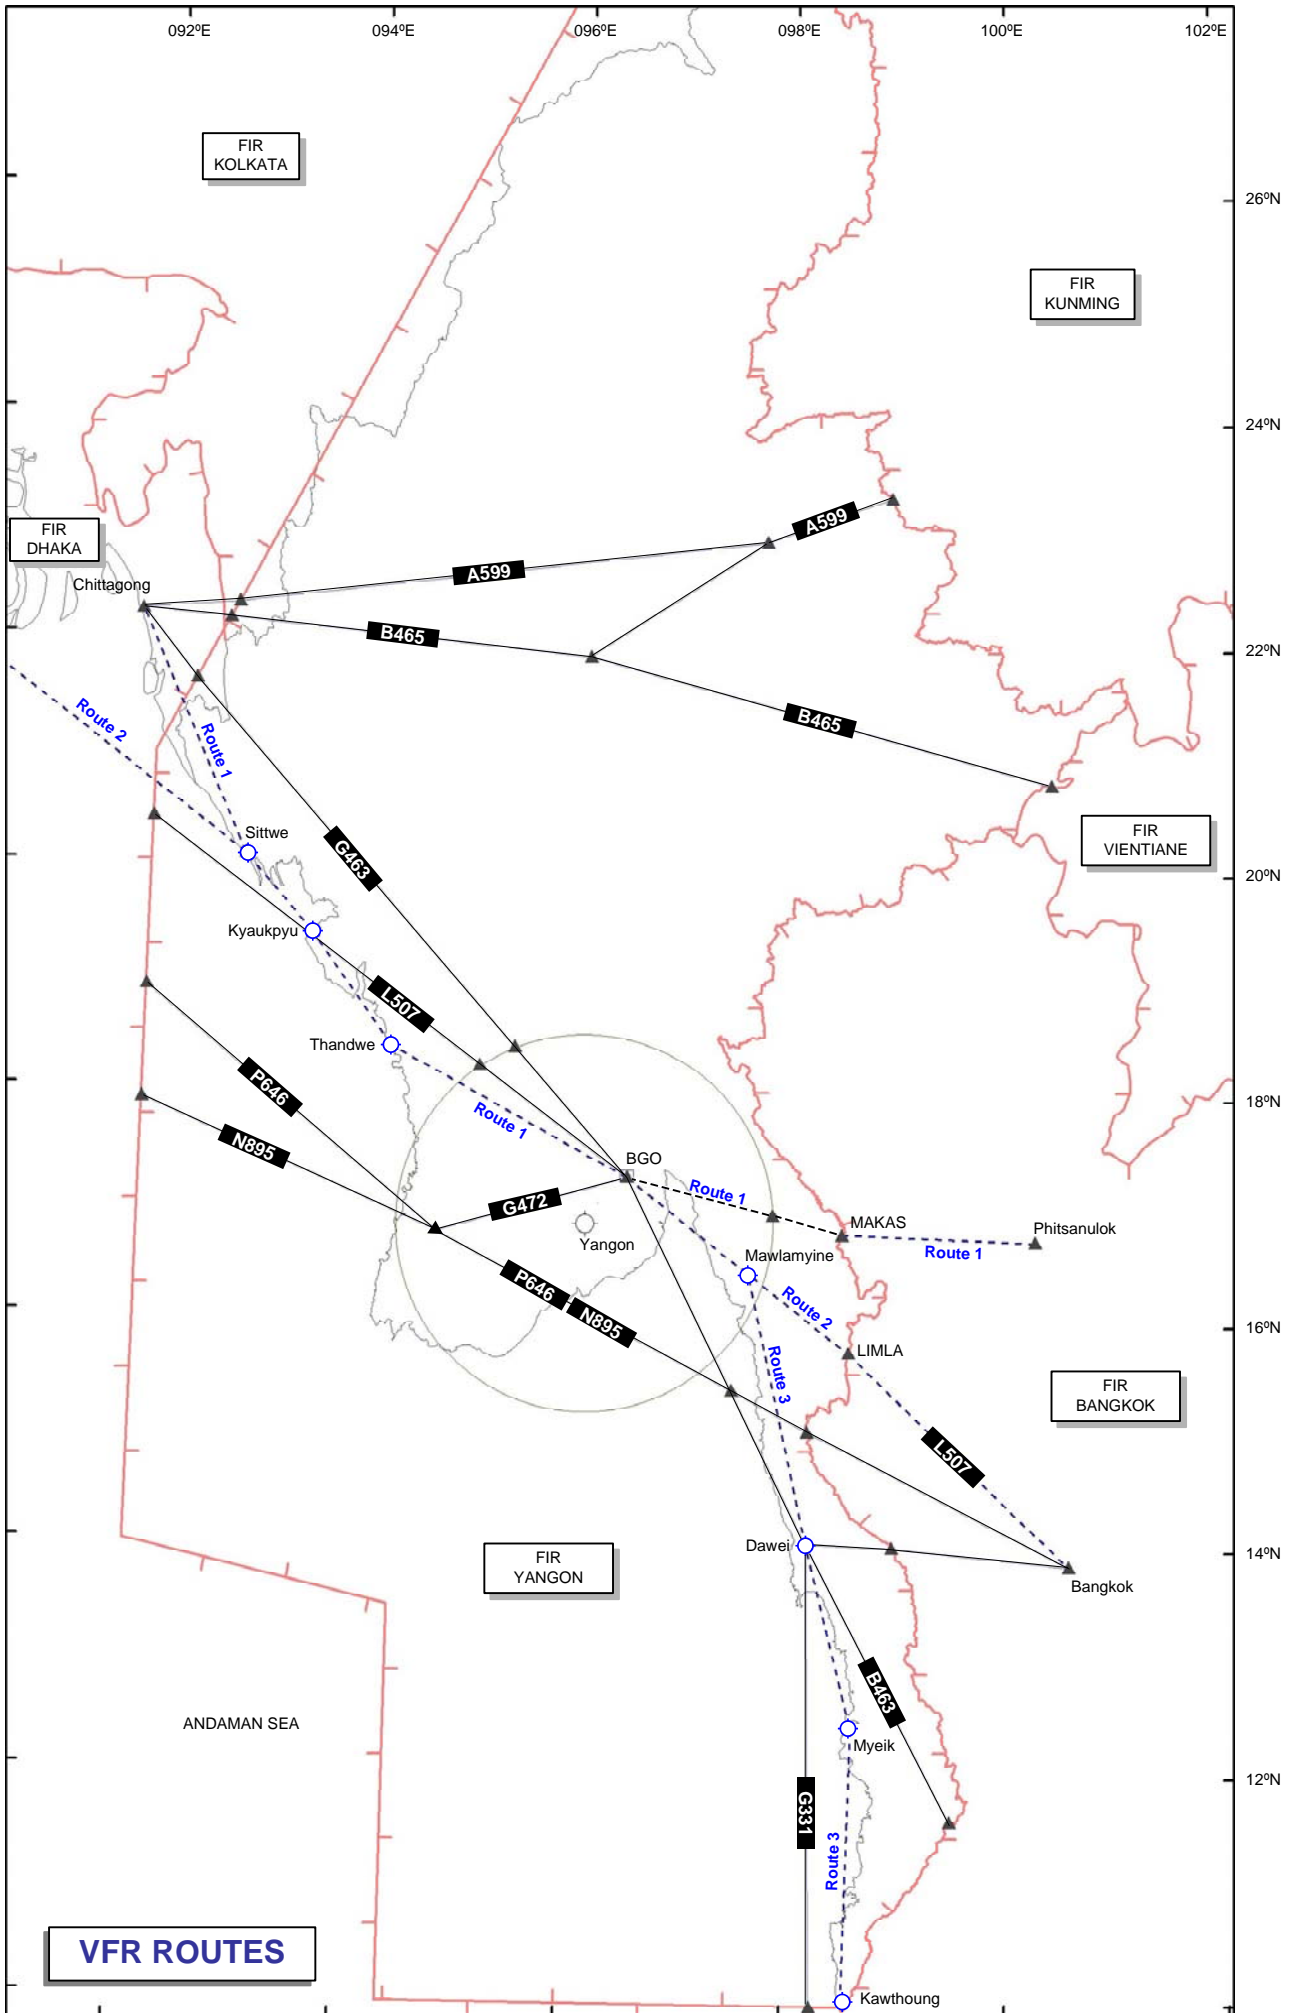 092ºE
094ºE
096ºE
098ºE
100ºE
102ºE
FIR
KOLKATA
26ºN
FIR
KUNMING
24ºN
FIR
DHAKA
A599
A599
Chittagong
B465
22ºN
Route 2
Route 1
B465
Sittwe
FIR
VIENTIANE
G463
20ºN
Kyaukpyu
L507
Thandwe
P646
Route 1
18ºN
N895
BGO
Route 1
G472
MAKAS
Phitsanulok
Yangon
Mawlamyine
Route 1
P646
N895
Route 2
16ºN
LIMLA
Route 3
FIR
BANGKOK
L507
Dawei
14ºN
FIR
YANGON
Bangkok
B463
ANDAMAN SEA
Myeik
12ºN
G331
Route 3
VFR ROUTES
Kawthoung